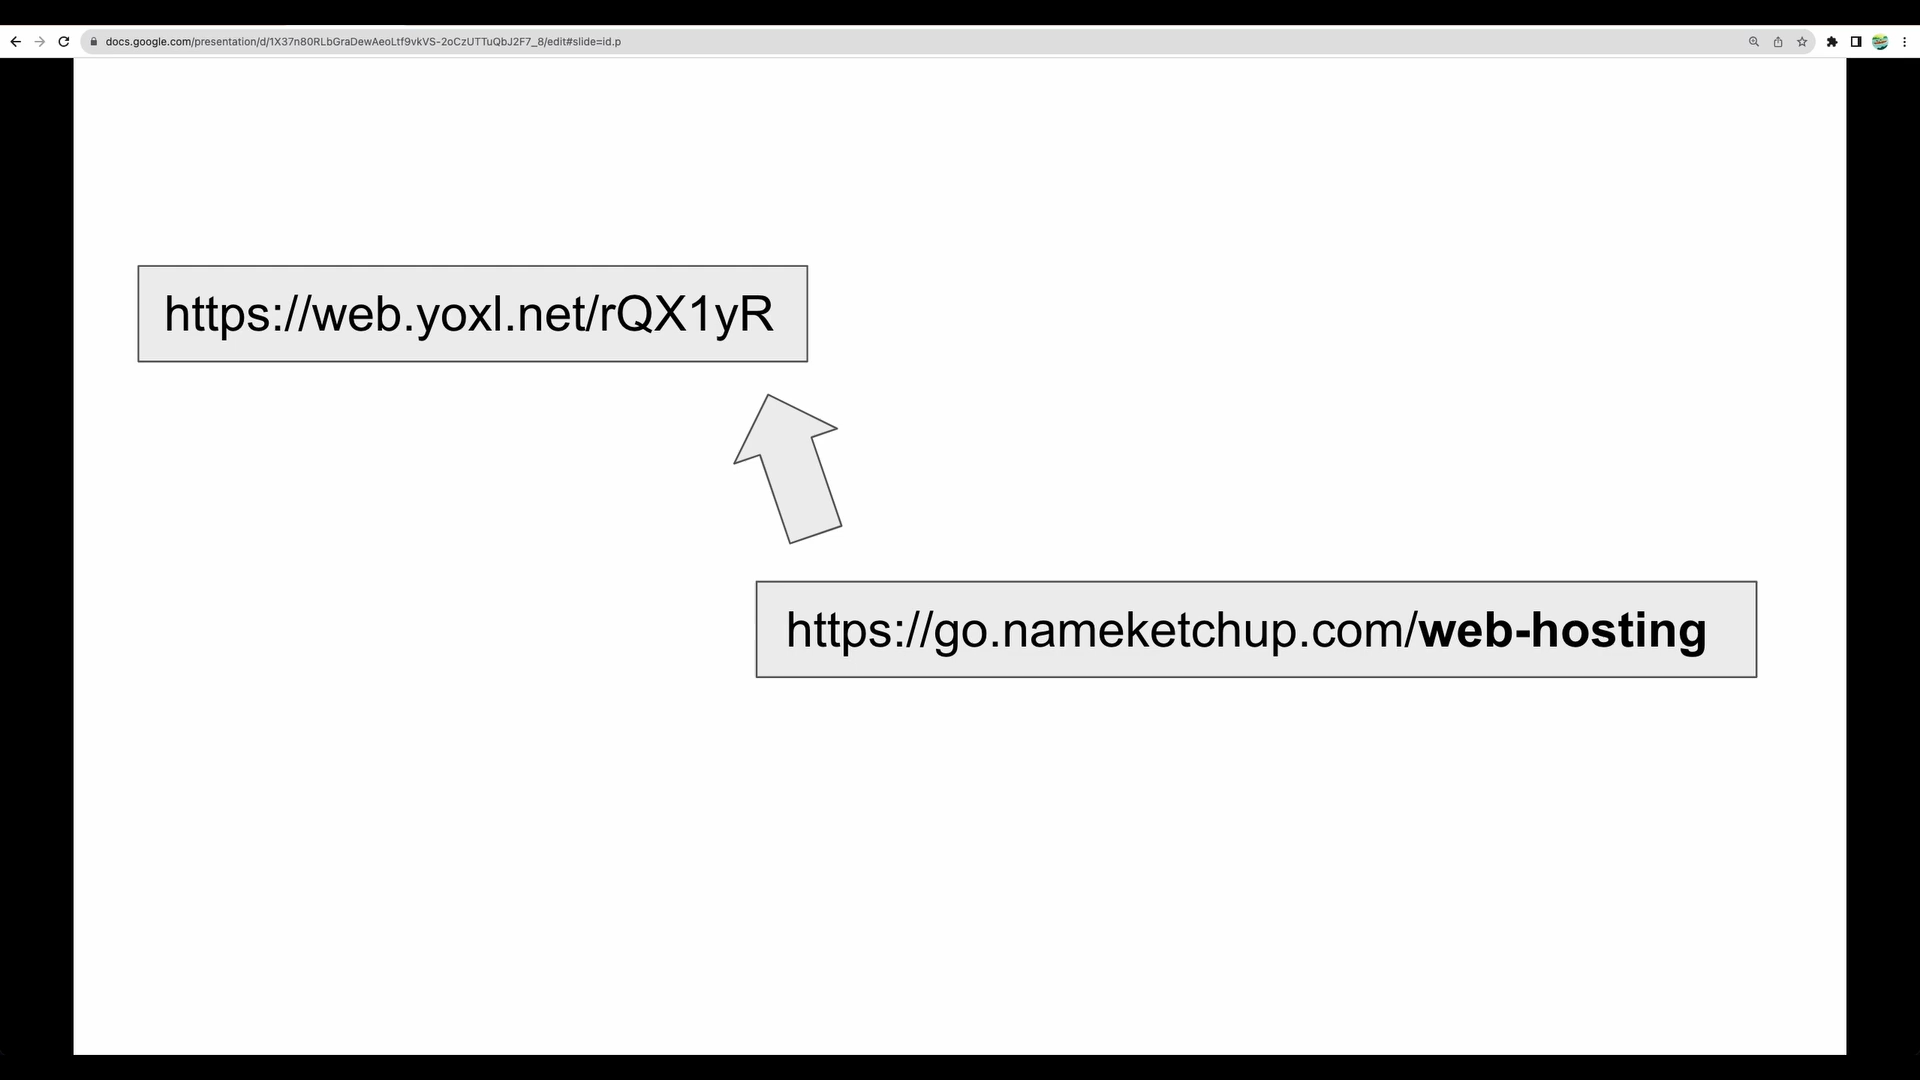 docs.google.com/presentation/d/1X37n80RLbGraDewAeoLtf9vkVS-2oCzUTTuQbJ2F7_8/edit#slide=id.p
https://web.yoxl.net/rQX1yR
https://go.nameketchup.com/web-hosting